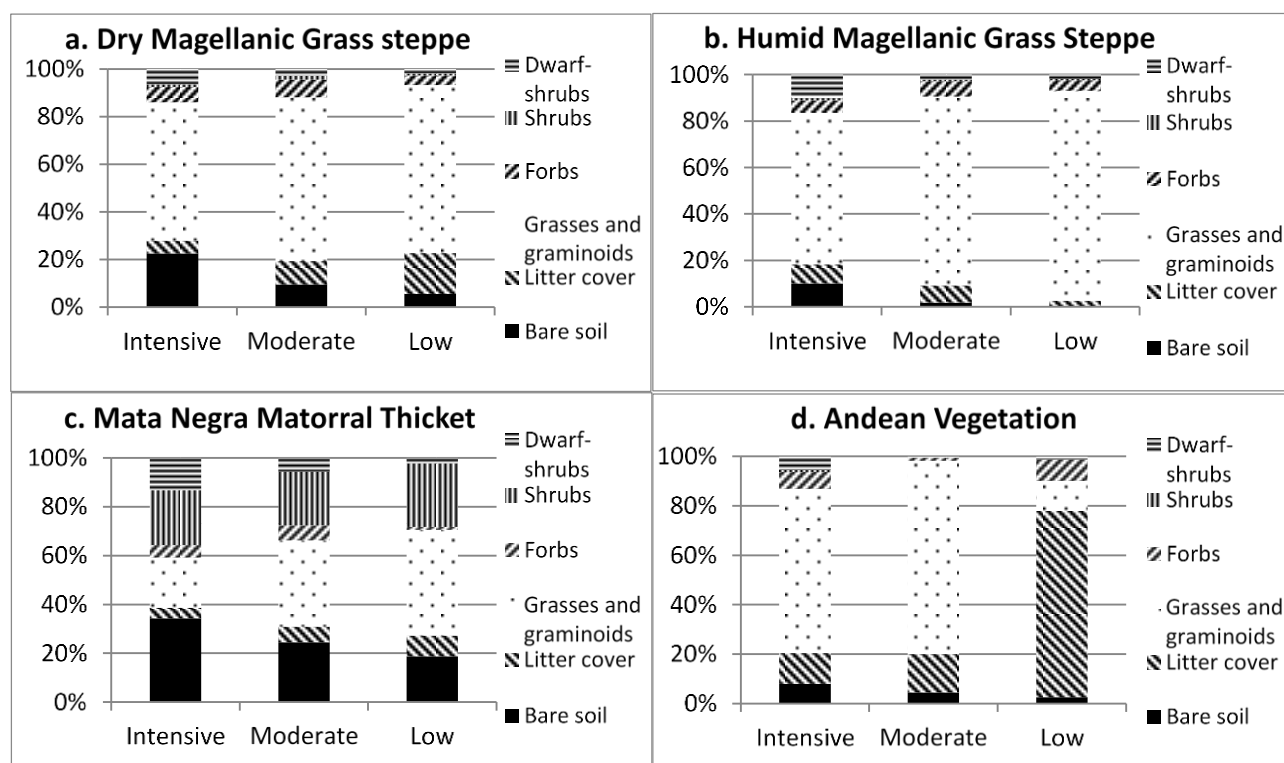 a. Dry Magellanic Grass steppe
100%
80%
60%
40%
20%
0%
Intensive
Moderate
Low
Dwarf-
shrubs
Shrubs
Forbs
Grasses and
graminoids
Litter cover
Bare soil
b. Humid Magellanic Grass Steppe
100%
80%
60%
40%
20%
0%
Intensive
Moderate
Low
Dwarf-
shrubs
Shrubs
Forbs
Grasses and
graminoids
Litter cover
Bare soil
c. Mata Negra Matorral Thicket
100%
80%
60%
40%
20%
0%
Intensive
Moderate
Low
Dwarf-
shrubs
Shrubs
Forbs
Grasses and
graminoids
Litter cover
Bare soil
d. Andean Vegetation
100%
80%
60%
40%
20%
0%
Intensive
Moderate
Low
Dwarf-
shrubs
Shrubs
Forbs
Grasses and
graminoids
Litter cover
Bare soil